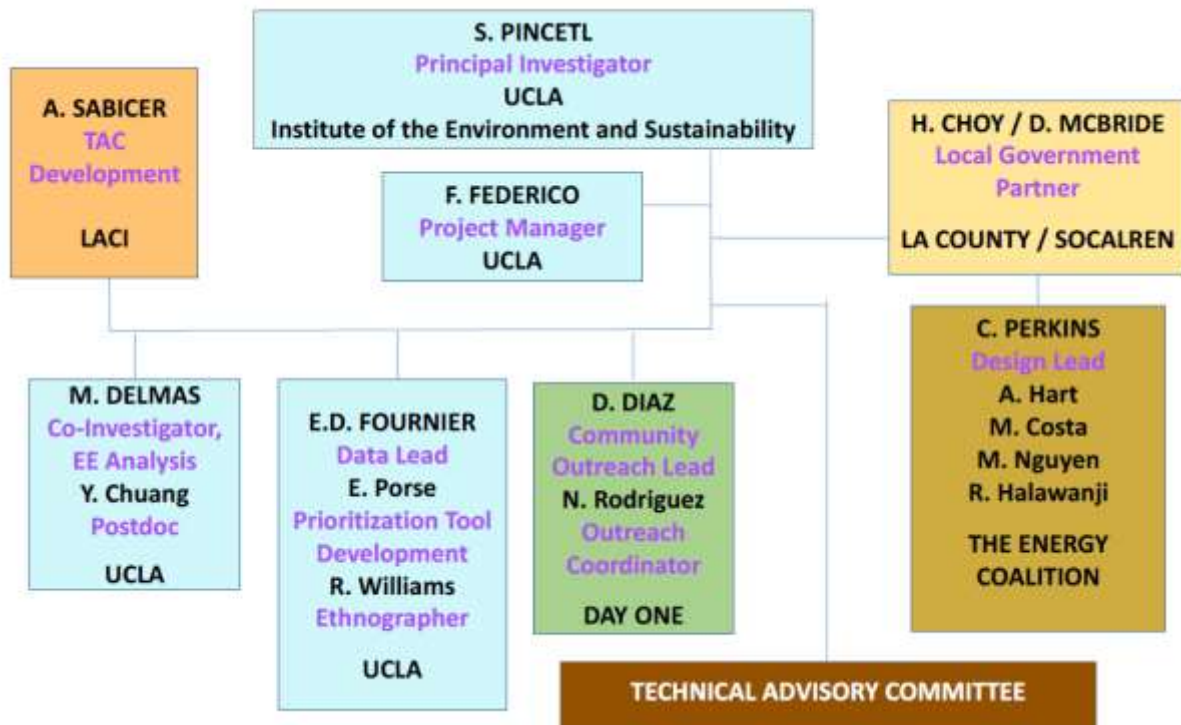 S. PINCETL
Principal Investigator
UCLA
Institute of the Environment and Sustainability
A. SABICER
TAC
Development
LACI
H. CHOY / D. MCBRIDE
Local Government
Partner
LA COUNTY / SOCALREN
F. FEDERICO
Project Manager
UCLA
M. DELMAS
Co-Investigator,
EE Analysis
Y. Chuang
Postdoc
UCLA
E.D. FOURNIER
Data Lead
E. Porse
Prioritization Tool
Development
R. Williams
Ethnographer
UCLA
D. DIAZ
Community
Outreach Lead
N. Rodriguez
Outreach
Coordinator
DAY ONE
C. PERKINS
Design Lead
A. Hart
M. Costa
M. Nguyen
R. Halawanji
THE ENERGY
COALITION
TECHNICAL ADVISORY COMMITTEE